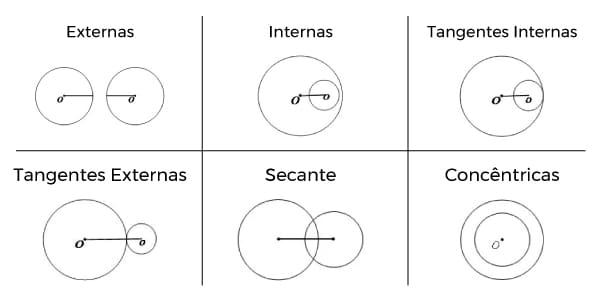 Externas
Internas
Tangentes Internas
O
O
O
O
O
O
Tangentes Externas
Secante
Concêntricas
O
O
O